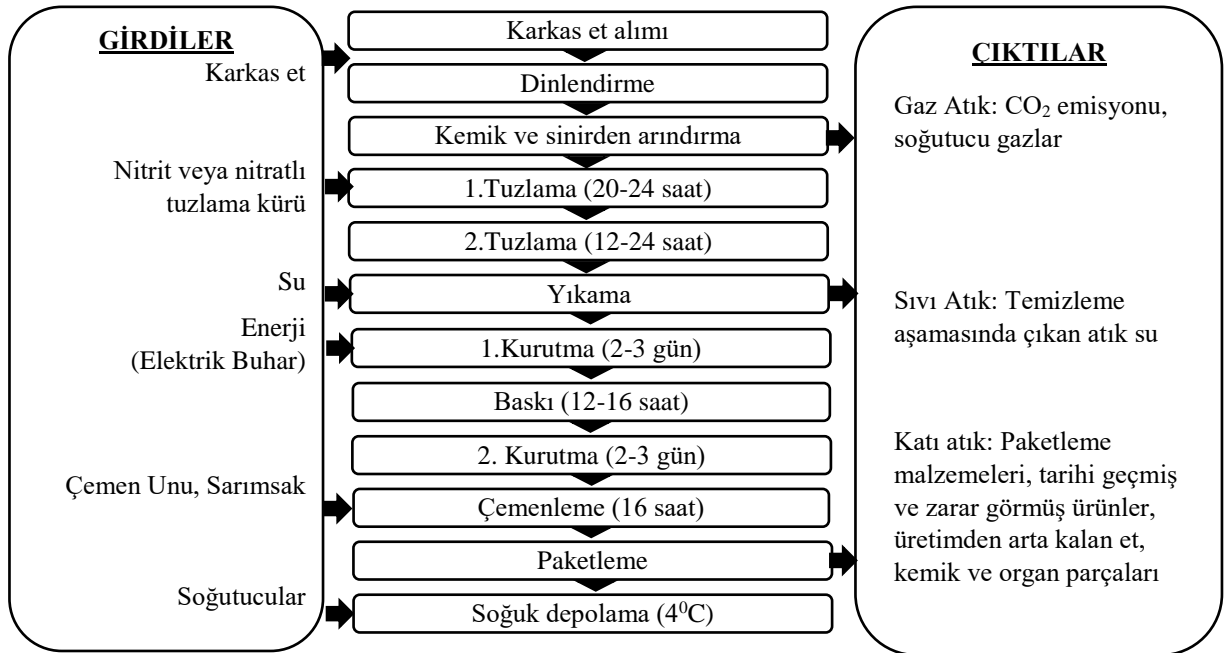 GİRDİLER
Karkas et
Nitrit veya nitratlı
tuzlama kürü
Su
Enerji
(Elektrik Buhar)
Çemen Unu, Sarımsak
Soğutucular
Karkas et alımı
Dinlendirme
Kemik ve sinirden arındırma
1.Tuzlama (20-24 saat)
2.Tuzlama (12-24 saat)
Yıkama
1.Kurutma (2-3 gün)
Baskı (12-16 saat)
2. Kurutma (2-3 gün)
Çemenleme (16 saat)
Paketleme
Soğuk depolama (4⁰C)
ÇIKTILAR
Gaz Atık: CO₂ emisyonu,
soğutucu gazlar
Sıvı Atık: Temizleme
aşamasında çıkan atık su
Katı atık: Paketleme
malzemeleri, tarihi geçmiş
ve zarar görmüş ürünler,
üretimden arta kalan et,
kemik ve organ parçaları